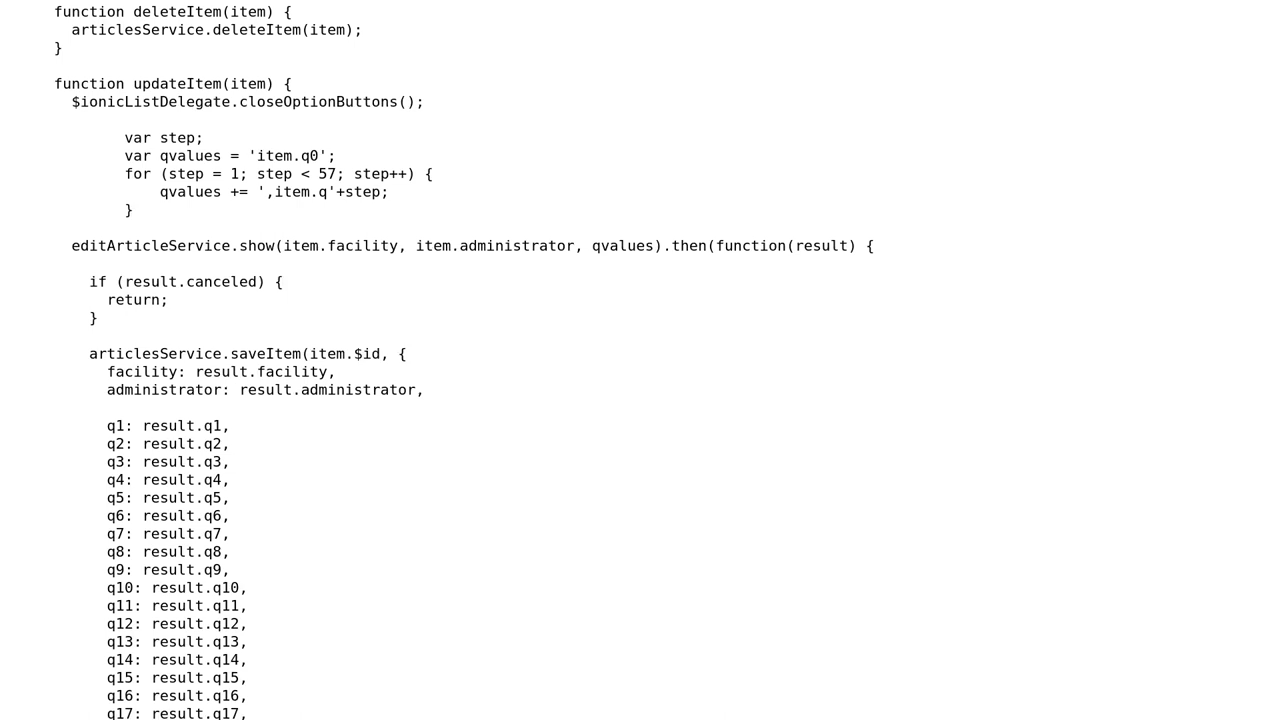 function deleteItem(item) {
articlesService.deleteItem(item);
}
function updateItem(item) {
$ionicListDelegate.closeOptionButtons();
var step;
var qvalues = 'item.q0';
for (step = 1; step < 57; step++) {
qvalues += ',item.q'+step;
}
editArticleService.show(item.facility, item.administrator, qvalues).then(function(result) {
if (result.canceled) {
return;
}
articlesService.saveItem(item.$id, {
facility: result.facility,
administrator: result.administrator,
q1: result.q1,
q2: result.q2,
q3: result.q3,
q4: result.q4,
q5: result.q5,
q6: result.q6,
q7: result.q7,
q8: result.q8,
q9: result.q9,
q10: result.q10,
q11: result.q11,
q12: result.q12,
q13: result.q13,
q14: result.q14,
q15: result.q15,
q16: result.q16,
q17: result.q17,